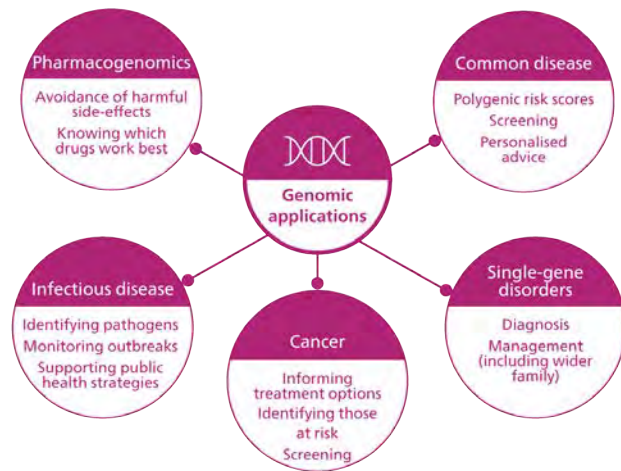 Pharmacogenomics
Avoidance of harmful
side-effects
Knowing which
drugs work best
Common disease
Polygenic risk scores
Screening
Personalised
advice
Genomic
applications
Infectious disease
Identifying pathogens
Monitoring outbreaks
Supporting public
health strategies
Cancer
Informing
treatment options
Identifying those
at risk
Screening
Single-gene
disorders
Diagnosis
Management
(including wider
family)